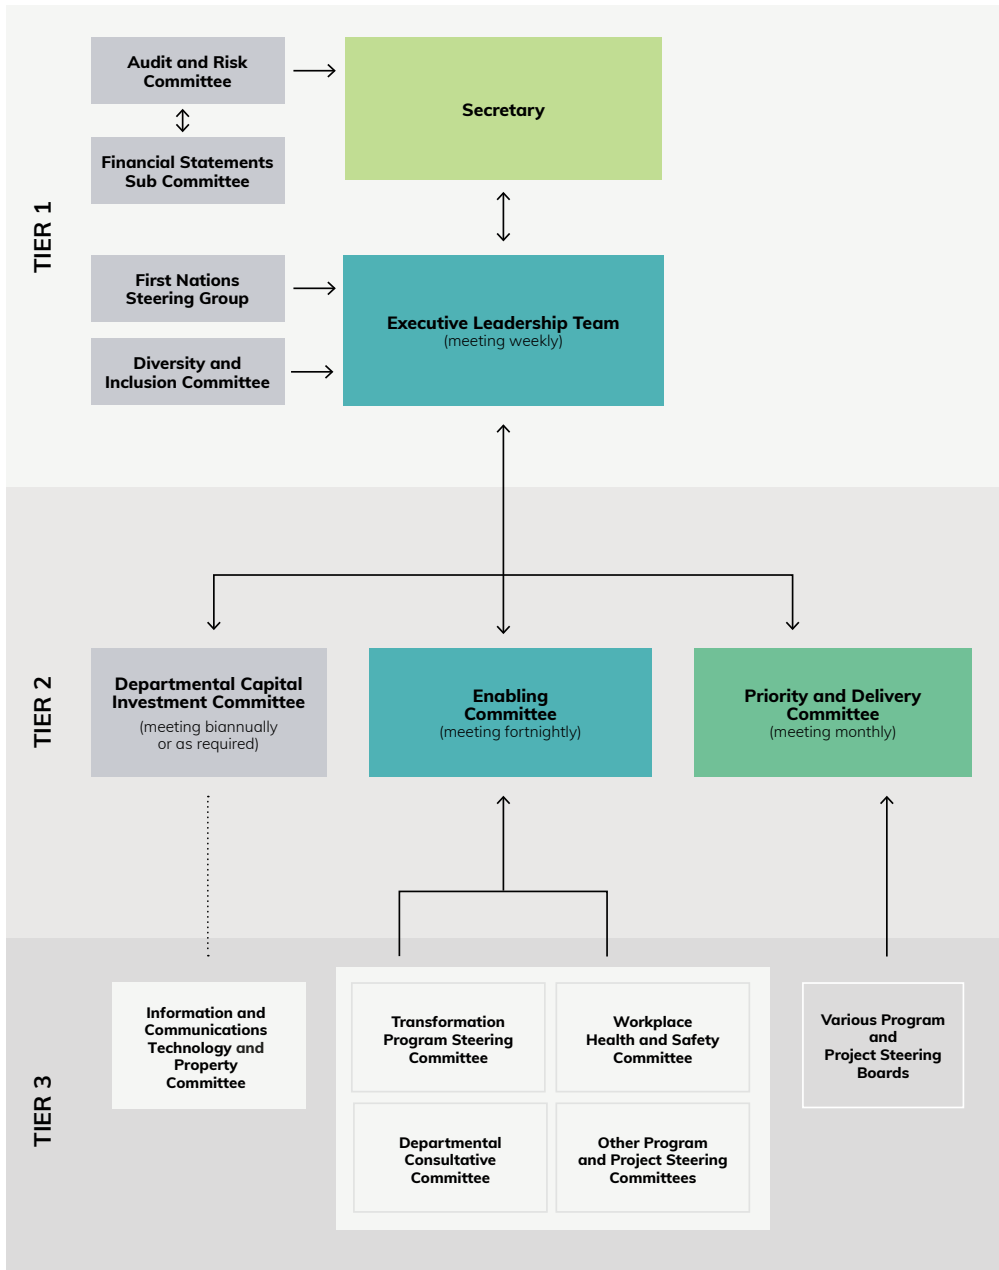 TIER 1
Audit and Risk
Committee
Secretary
Financial Statements
Sub Committee
First Nations
Steering Group
Executive Leadership Team
(meeting weekly)
Diversity and
Inclusion Committee
TIER 2
Departmental Capital
Investment Committee
(meeting biannually
or as required)
Enabling
Committee
(meeting fortnightly)
Priority and Delivery
Committee
(meeting monthly)
TIER 3
Information and
Communications
Technology and
Property
Committee
Transformation
Program Steering
Committee
Workplace
Health and Safety
Committee
Departmental
Consultative
Committee
Other Program
and Project Steering
Committees
Various Program
and
Project Steering
Boards